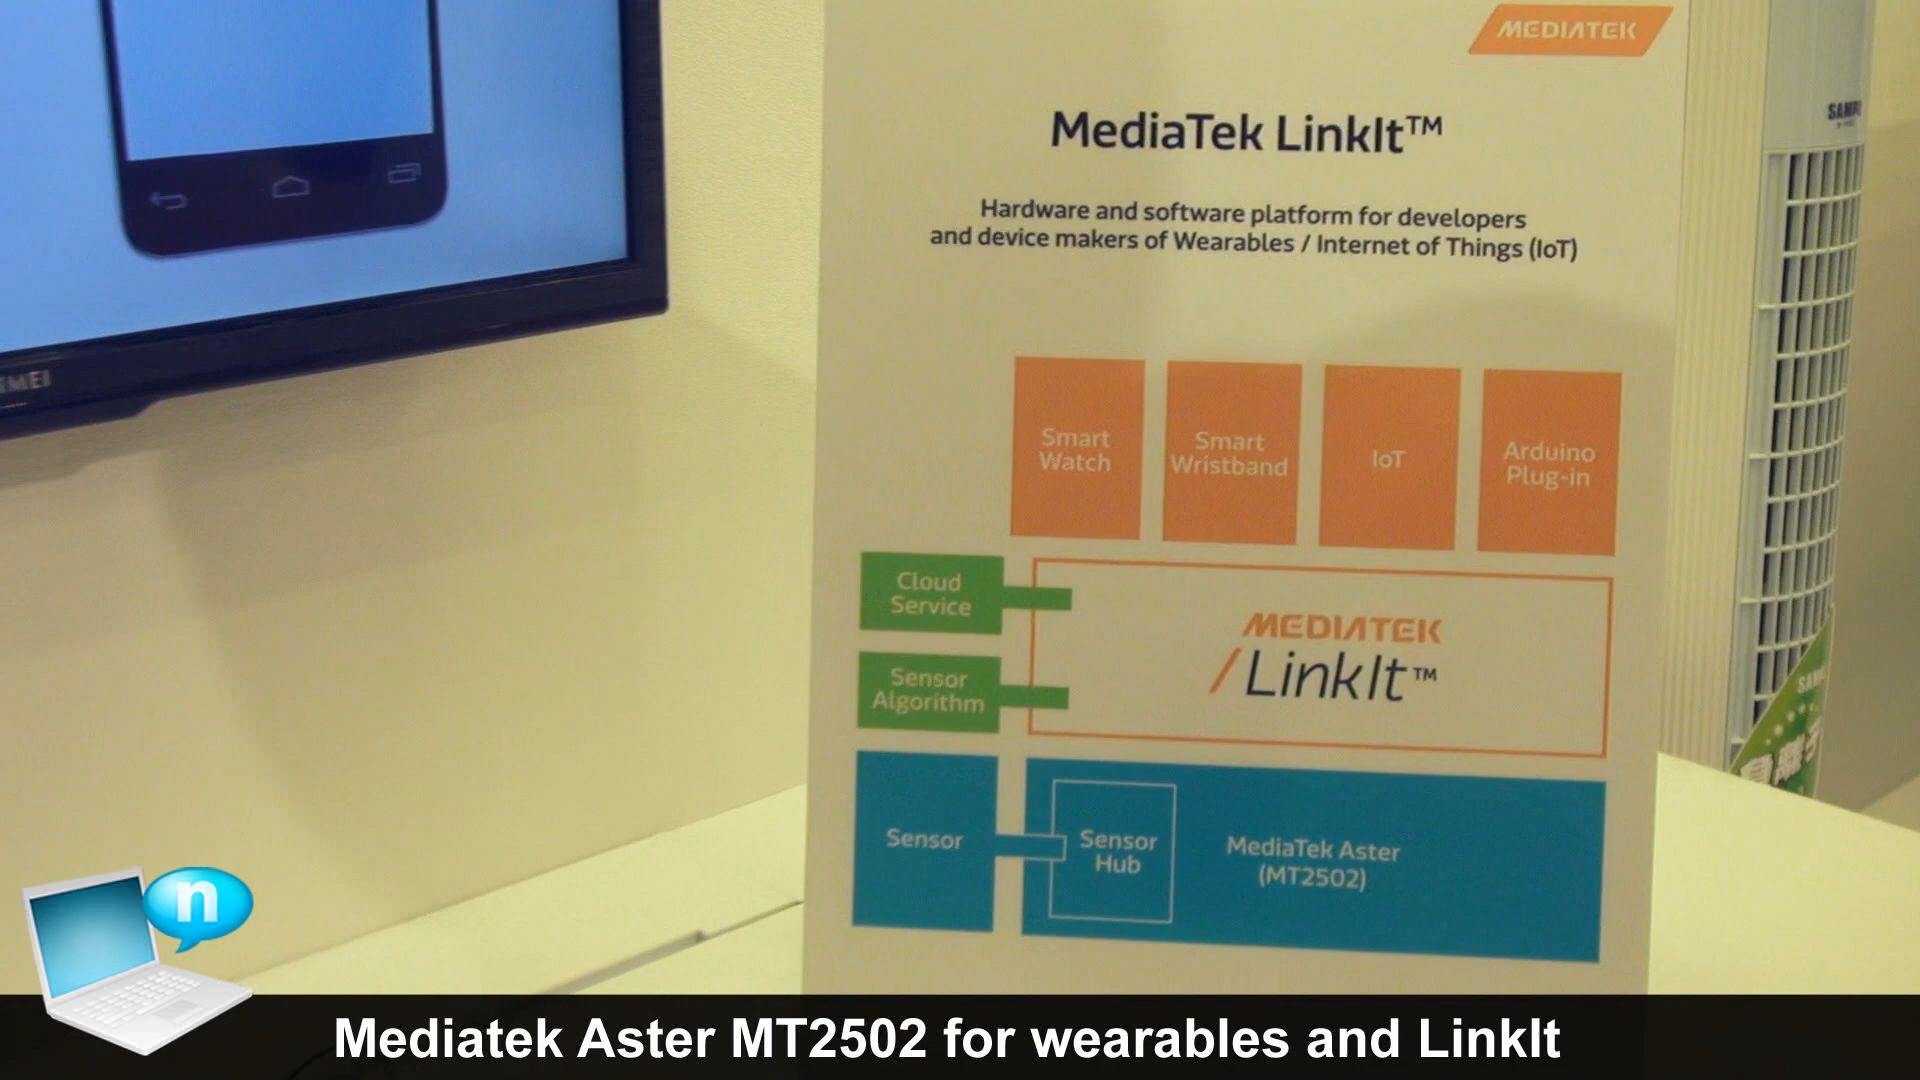 MEDIATEK
MediaTek LinkIt™
Hardware and software platform for developers
and device makers of Wearables / Internet of Things (IoT)
Smart
Watch
Smart
Wristband
IoT
Arduino
Plug-in
Cloud
Service
Sensor
Algorithm
MEDIATEK
/LinkIt™
Sensor
Sensor
Hub
MediaTek Aster
(MT2502)
n
Mediatek Aster MT2502 for wearables and LinkIt